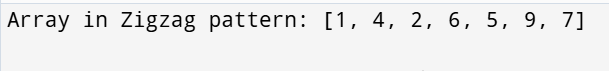 Array in Zigzag pattern: [1, 4, 2, 6, 5, 9, 7]